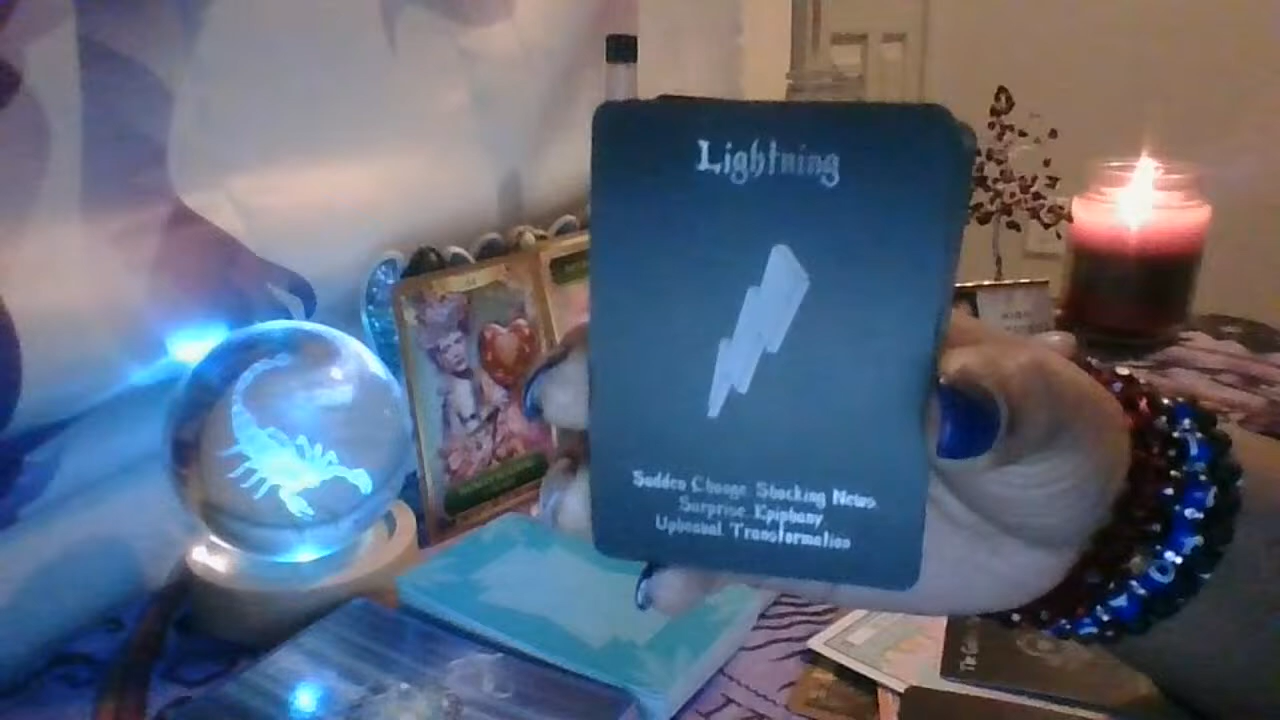 Lightning
Sudden Change Shocking News
Surprise Epiphany
Upheaval Transformation